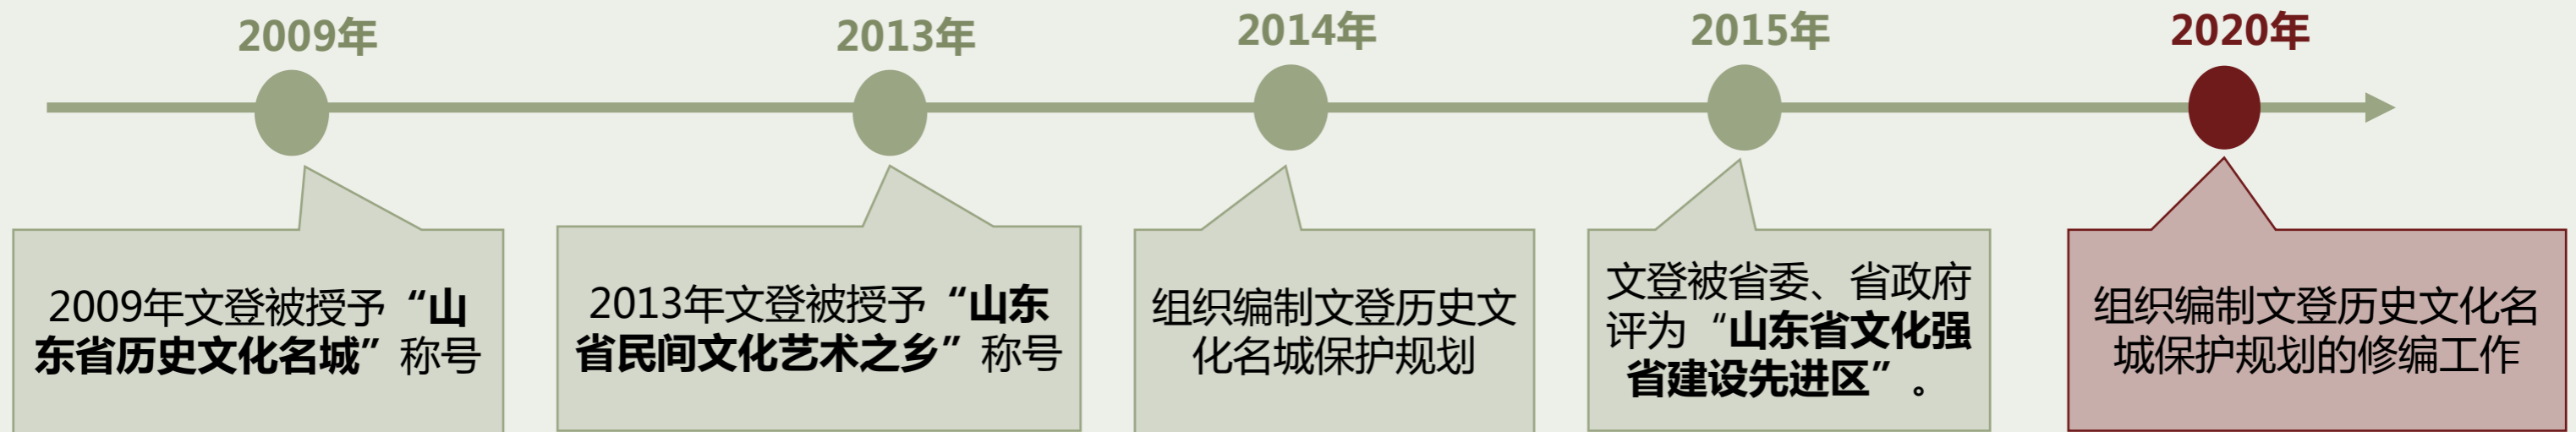 2009年
2013年
2014年
2015年
2020年
2009年文登被授予“山
东省历史文化名城”称号
2013年文登被授予“山东
省民间文化艺术之乡”称号
组织编制文登历史文
化名城保护规划
文登被省委、省政府
评为“山东省文化强
省建设先进区”。
组织编制文登历史文化名
城保护规划的修编工作